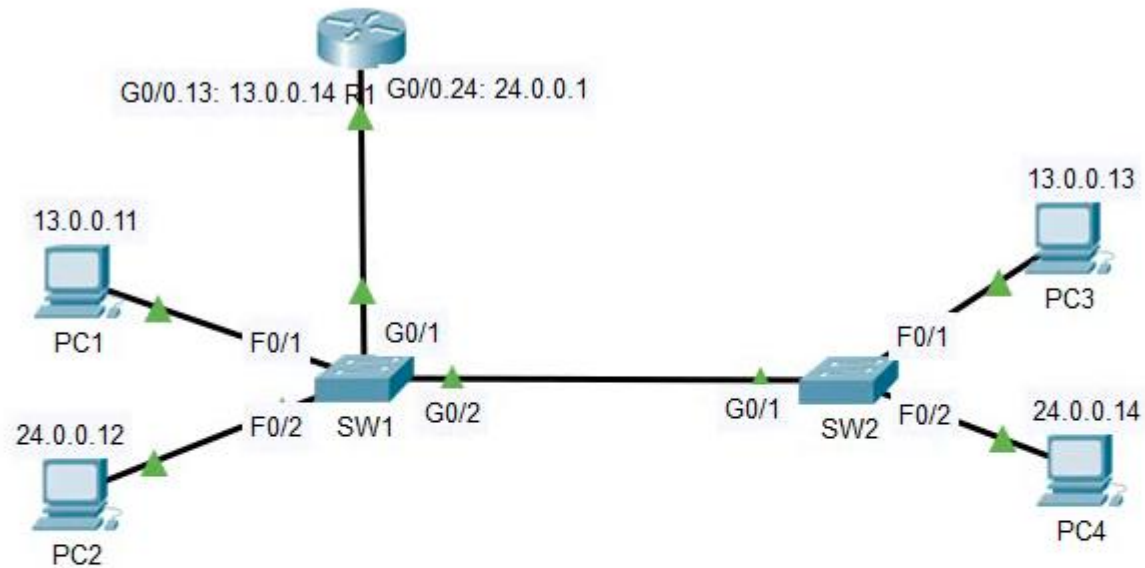 G0/0.13: 13.0.0.14 R1 G0/0.24: 24.0.0.1
13.0.0.11
PC1
F0/1
G0/1
13.0.0.13
PC3
F0/1
24.0.0.12
PC2
F0/2
SW1
G0/2
G0/1
SW2
F0/2
24.0.0.14
PC4